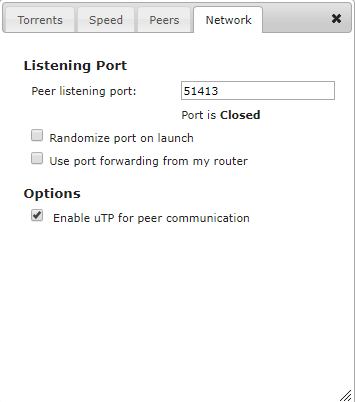 Torrents Speed Peers Network
Listening Port
Peer listening port: 51413
Port is Closed
Randomize port on launch
Use port forwarding from my router
Options
Enable uTP for peer communication